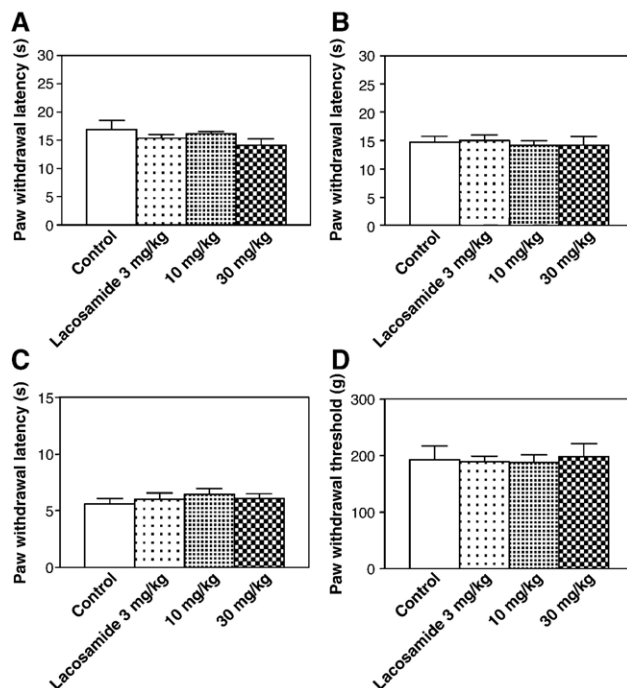 A
Paw withdrawal latency (s)
30
25
20
15
10
5
0
Control
Lacosamide 3 mg/kg
10 mg/kg
30 mg/kg
B
Paw withdrawal latency (s)
30
25
20
15
10
5
0
Control
Lacosamide 3 mg/kg
10 mg/kg
30 mg/kg
C
Paw withdrawal latency (s)
15
10
5
0
Control
Lacosamide 3 mg/kg
10 mg/kg
30 mg/kg
D
Paw withdrawal threshold (g)
300
200
100
0
Control
Lacosamide 3 mg/kg
10 mg/kg
30 mg/kg